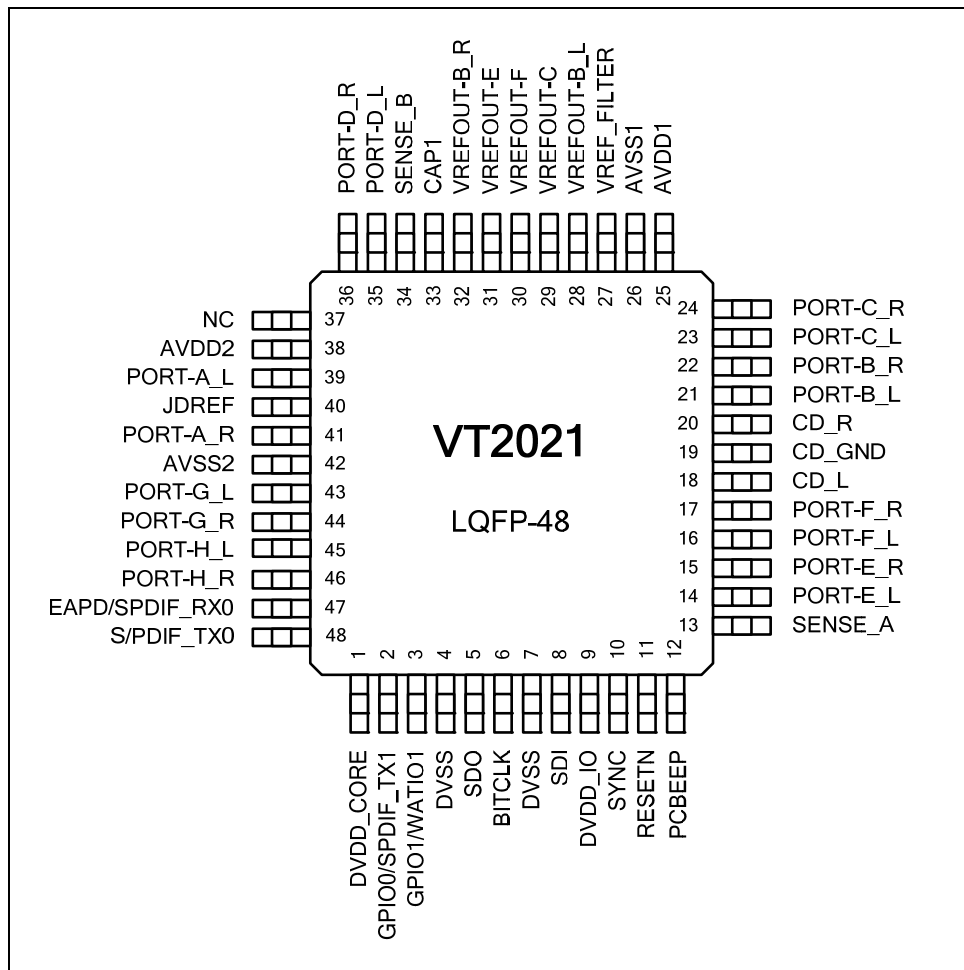 PORT-D_R
PORT-D_L
SENSE_B
CAP1
VREFOUT-B_R
VREFOUT-E
VREFOUT-F
VREFOUT-C
VREFOUT-B_L
VREF_FILTER
AVSS1
AVDD1
36
35
34
33
32
31
30
29
28
27
26
25
NC 37
AVDD2 38
PORT-A_L 39
JDREF 40
PORT-A_R 41
AVSS2 42
PORT-G_L 43
PORT-G_R 44
PORT-H_L 45
PORT-H_R 46
EAPD/SPDIF_RX0 47
S/PDIF_TX0 48
VT2021
LQFP-48
24 PORT-C_R
23 PORT-C_L
22 PORT-B_R
21 PORT-B_L
20 CD_R
19 CD_GND
18 CD_L
17 PORT-F_R
16 PORT-F_L
15 PORT-E_R
14 PORT-E_L
13 SENSE_A
1
2
3
4
5
6
7
8
9
10
11
12
DVDD_CORE
GPIO0/SPDIF_TX1
GPIO1/WATIO1
DVSS
SDO
BITCLK
DVSS
SDI
DVDD_IO
SYNC
RESETN
PCBEEP